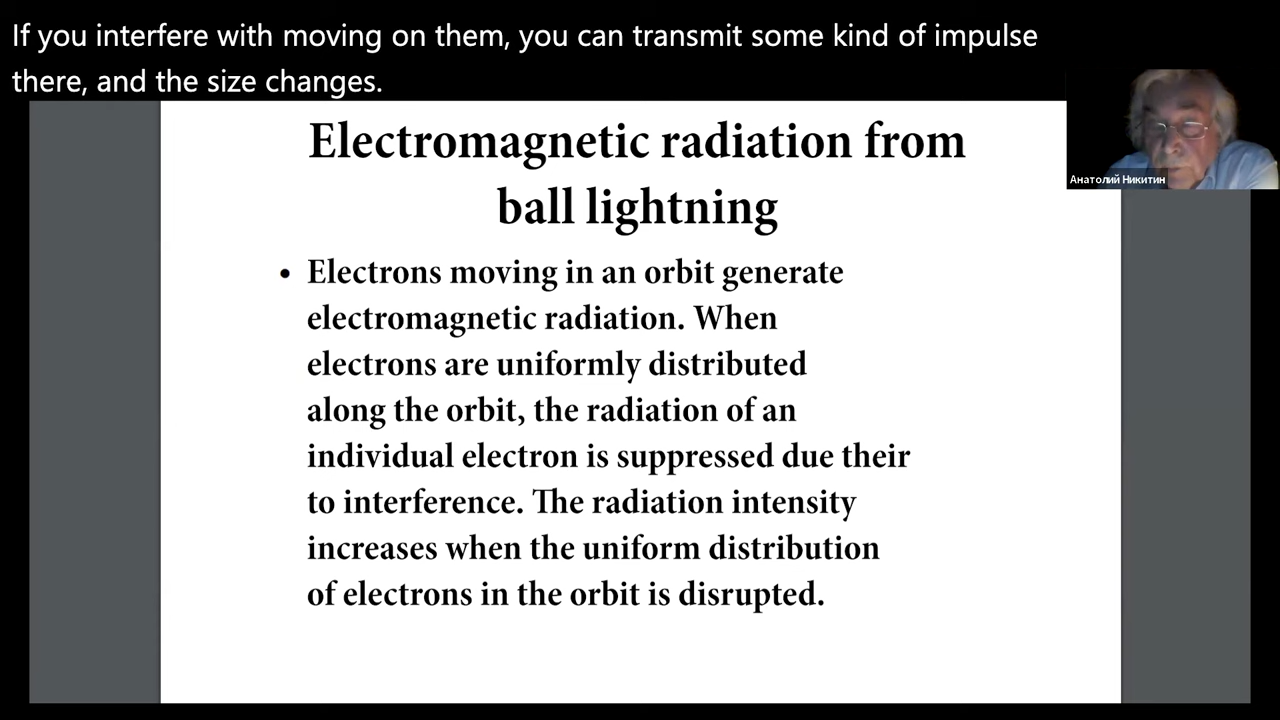 If you interfere with moving on them, you can transmit some kind of impulse
there, and the size changes.
Анатолий Никитин
Electromagnetic radiation from
ball lightning
• Electrons moving in an orbit generate
electromagnetic radiation. When
electrons are uniformly distributed
along the orbit, the radiation of an
individual electron is suppressed due their
to interference. The radiation intensity
increases when the uniform distribution
of electrons in the orbit is disrupted.